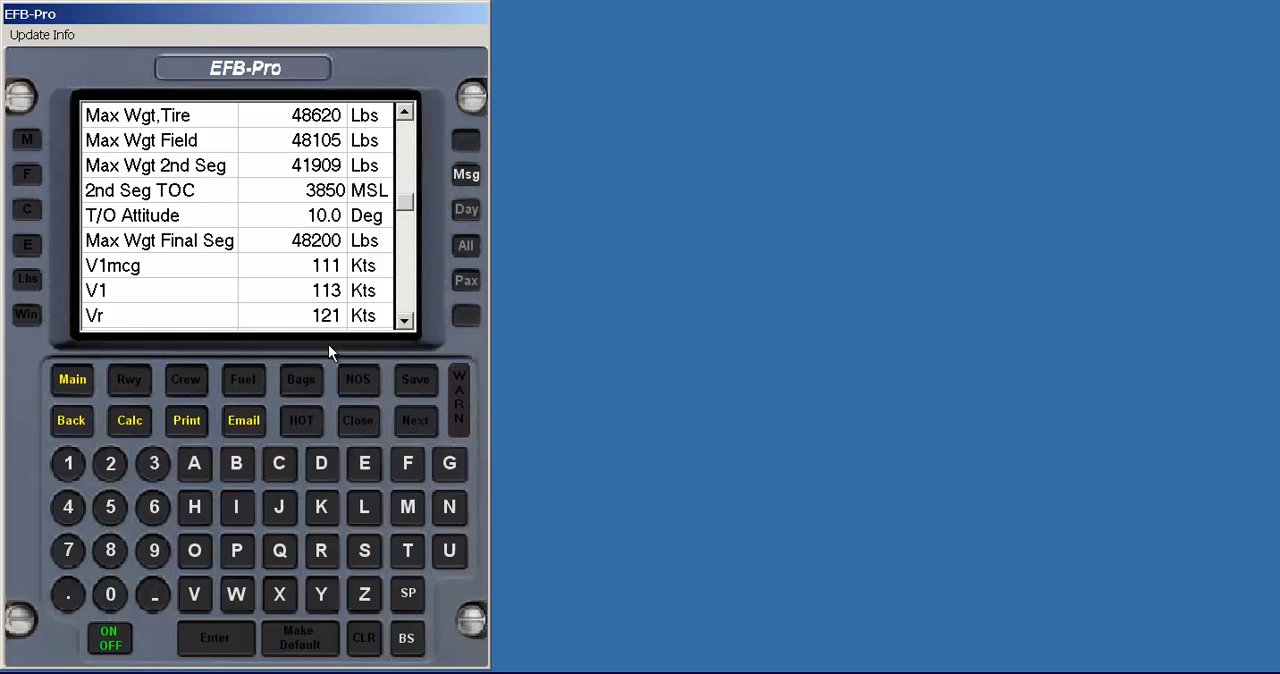 EFB-Pro
Update Info
EFB-Pro
Max Wgt,Tire 48620 Lbs
Max Wgt Field 48105 Lbs
Max Wgt 2nd Seg 41909 Lbs
2nd Seg TOC 3850 MSL
T/O Attitude 10.0 Deg
Max Wgt Final Seg 48200 Lbs
V1mcg 111 Kts
V1 113 Kts
Vr 121 Kts
M
F
C
E
Lbs
Win
Msg
Day
All
Pax
Main Rwy Crew Fuel Bags NOS Save
Back Calc Print Email HOT Close Next
WARN
1 2 3 A B C D E F G
4 5 6 H I J K L M N
7 8 9 O P Q R S T U
. 0 - V W X Y Z SP
ON OFF
Enter
Make Default
CLR
BS